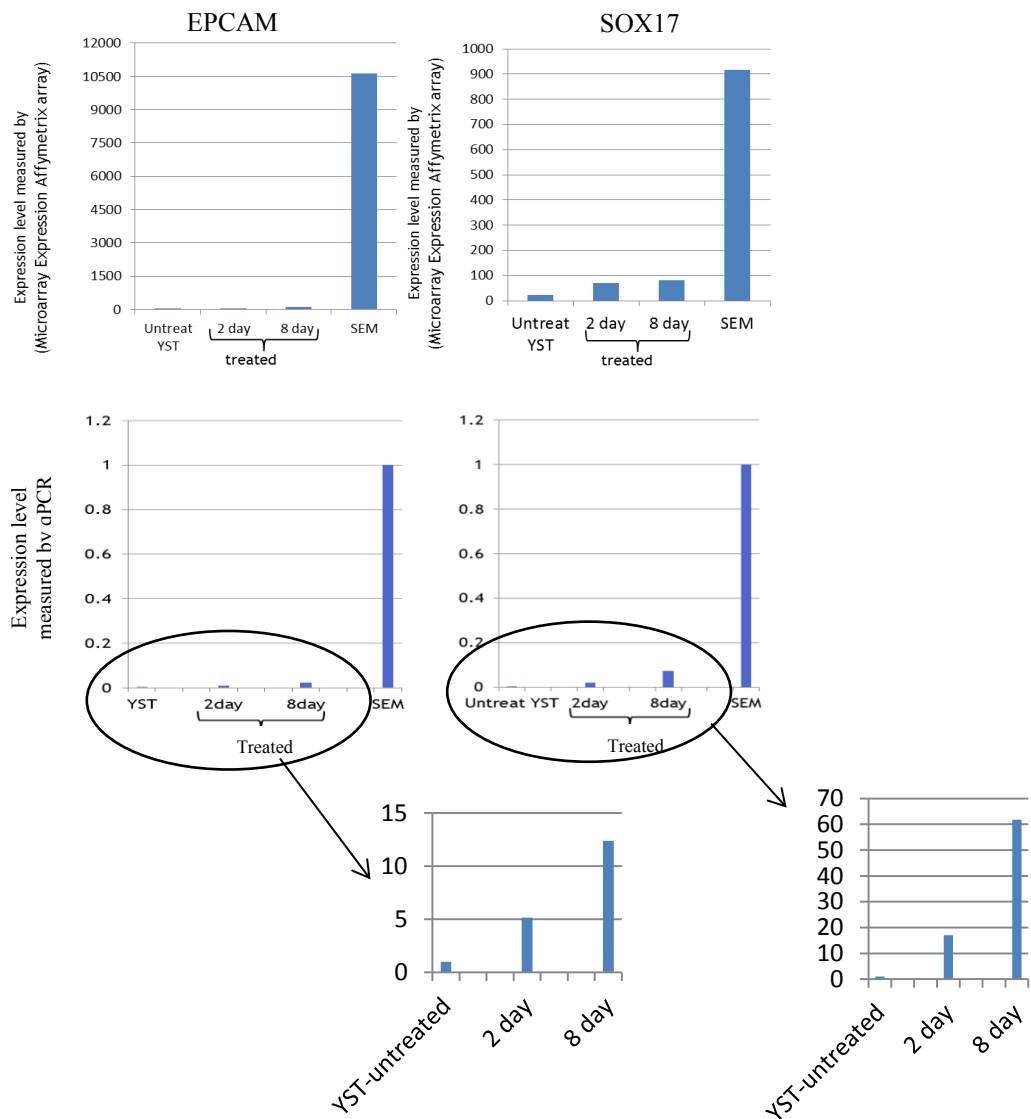 EPCAM
Expression level measured by
(Microarray Expression Affymetrix array)
12000
10500
9000
7500
6000
4500
3000
1500
0
Untreat
YST
2 day
8 day
SEM
treated
SOX17
Expression level measured by
(Microarray Expression Affymetrix array)
1000
900
800
700
600
500
400
300
200
100
0
Untreat
YST
2 day
8 day
SEM
treated
Expression level
measured by qPCR
1.2
1
0.8
0.6
0.4
0.2
0
YST
2day
8day
SEM
Treated
1.2
1
0.8
0.6
0.4
0.2
0
Untreat YST
2day
8day
SEM
Treated
15
10
5
0
YST-untreated
2 day
8 day
70
60
50
40
30
20
10
0
YST-untreated
2 day
8 day